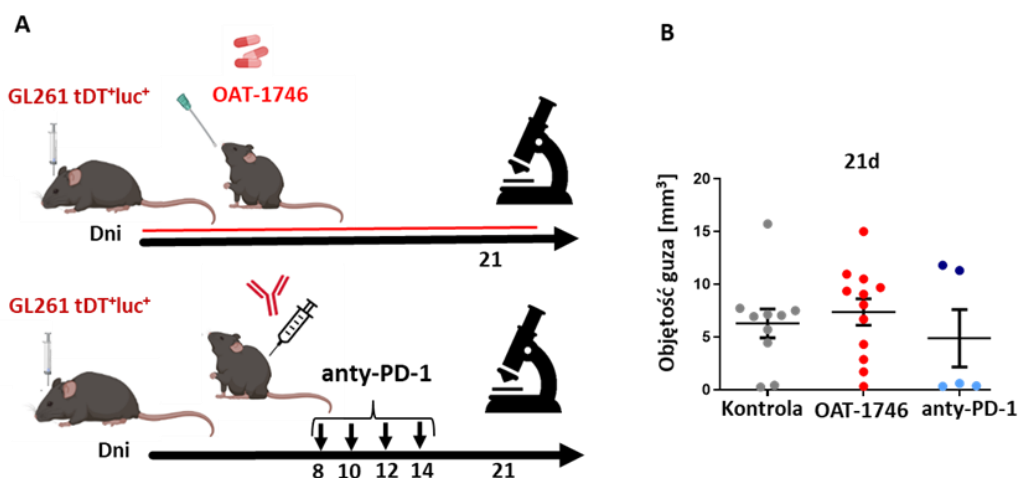 A
GL261 tDT⁺luc⁺
OAT-1746
Dni
21
GL261 tDT⁺luc⁺
anty-PD-1
Dni
8 10 12 14 21
B
21d
Objętość guza [mm³]
20
15
10
5
0
Kontrola OAT-1746 anty-PD-1